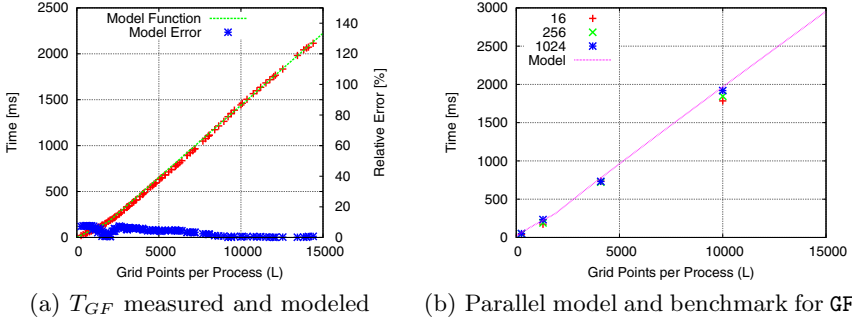 Model Function
Model Error
2500
2000
1500
1000
500
0
140
120
100
80
60
40
20
0
Time [ms]
Relative Error [%]
0 5000 10000 15000
Grid Points per Process (L)
(a) T_GF measured and modeled
16
256
1024
Model
3000
2500
2000
1500
1000
500
0
Time [ms]
5000 10000 15000
Grid Points per Process (L)
(b) Parallel model and benchmark for GF